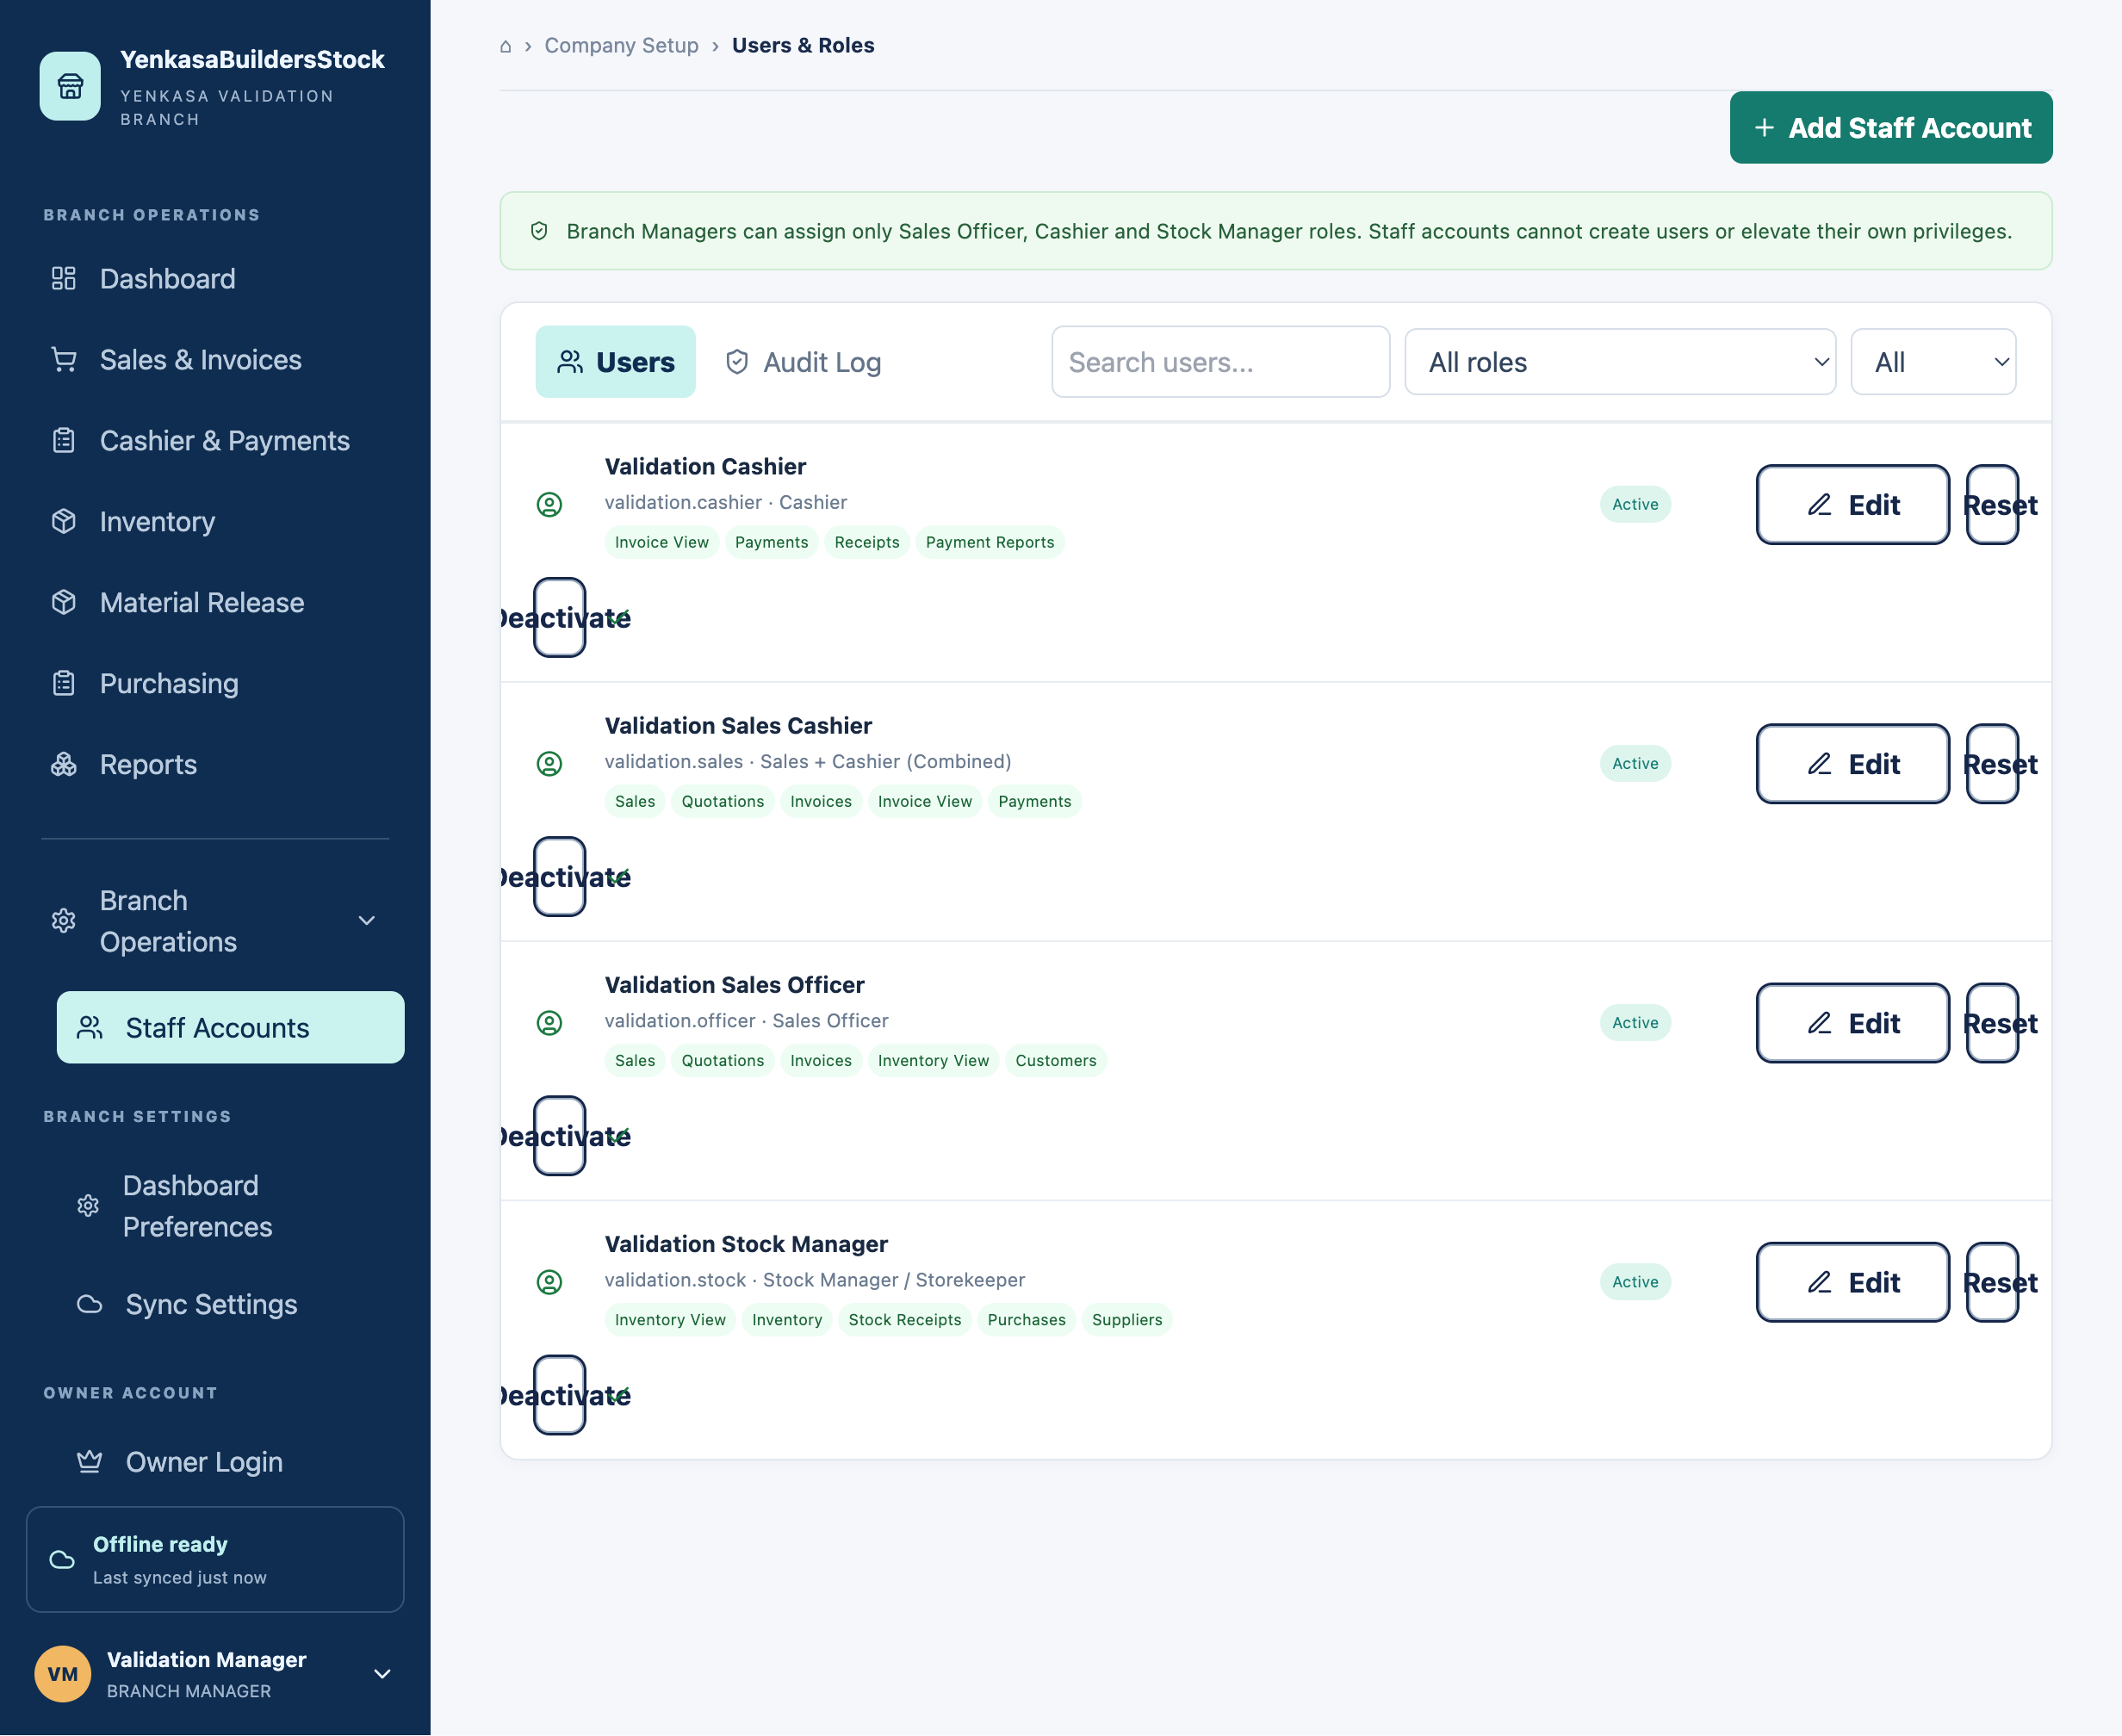 YenkasaBuildersStock
YENKASA VALIDATION
BRANCH
BRANCH OPERATIONS
Dashboard
Sales & Invoices
Cashier & Payments
Inventory
Material Release
Purchasing
Reports
Branch
Operations
Staff Accounts
BRANCH SETTINGS
Dashboard
Preferences
Sync Settings
OWNER ACCOUNT
Owner Login
Offline ready
Last synced just now
VM
Validation Manager
BRANCH MANAGER
⌂ › Company Setup › Users & Roles
+ Add Staff Account
Branch Managers can assign only Sales Officer, Cashier and Stock Manager roles. Staff accounts cannot create users or elevate their own privileges.
Users Audit Log Search users... All roles All
Validation Cashier
validation.cashier · Cashier
Invoice View Payments Receipts Payment Reports
Active Edit Reset
Deactivate
Validation Sales Cashier
validation.sales · Sales + Cashier (Combined)
Sales Quotations Invoices Invoice View Payments
Active Edit Reset
Deactivate
Validation Sales Officer
validation.officer · Sales Officer
Sales Quotations Invoices Inventory View Customers
Active Edit Reset
Deactivate
Validation Stock Manager
validation.stock · Stock Manager / Storekeeper
Inventory View Inventory Stock Receipts Purchases Suppliers
Active Edit Reset
Deactivate